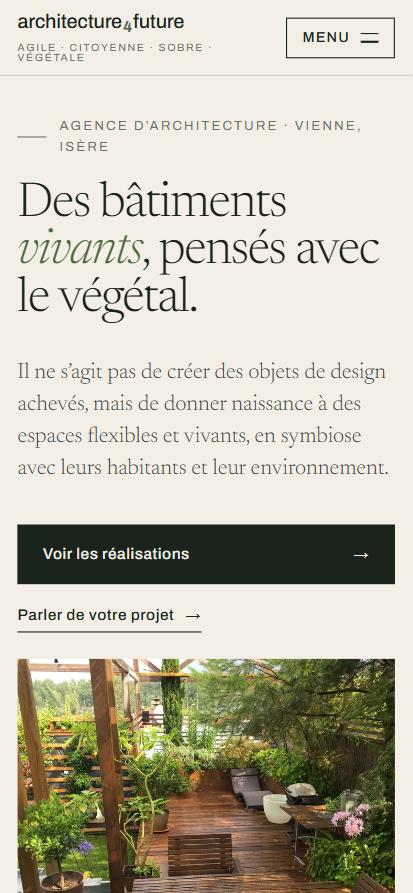 architecture4future
AGILE · CITOYENNE · SOBRE ·
VÉGÉTALE
MENU
AGENCE D'ARCHITECTURE · VIENNE,
ISÈRE
Des bâtiments
vivants, pensés avec
le végétal.
Il ne s’agit pas de créer des objets de design
achevés, mais de donner naissance à des
espaces flexibles et vivants, en symbiose
avec leurs habitants et leur environnement.
Voir les réalisations →
Parler de votre projet →